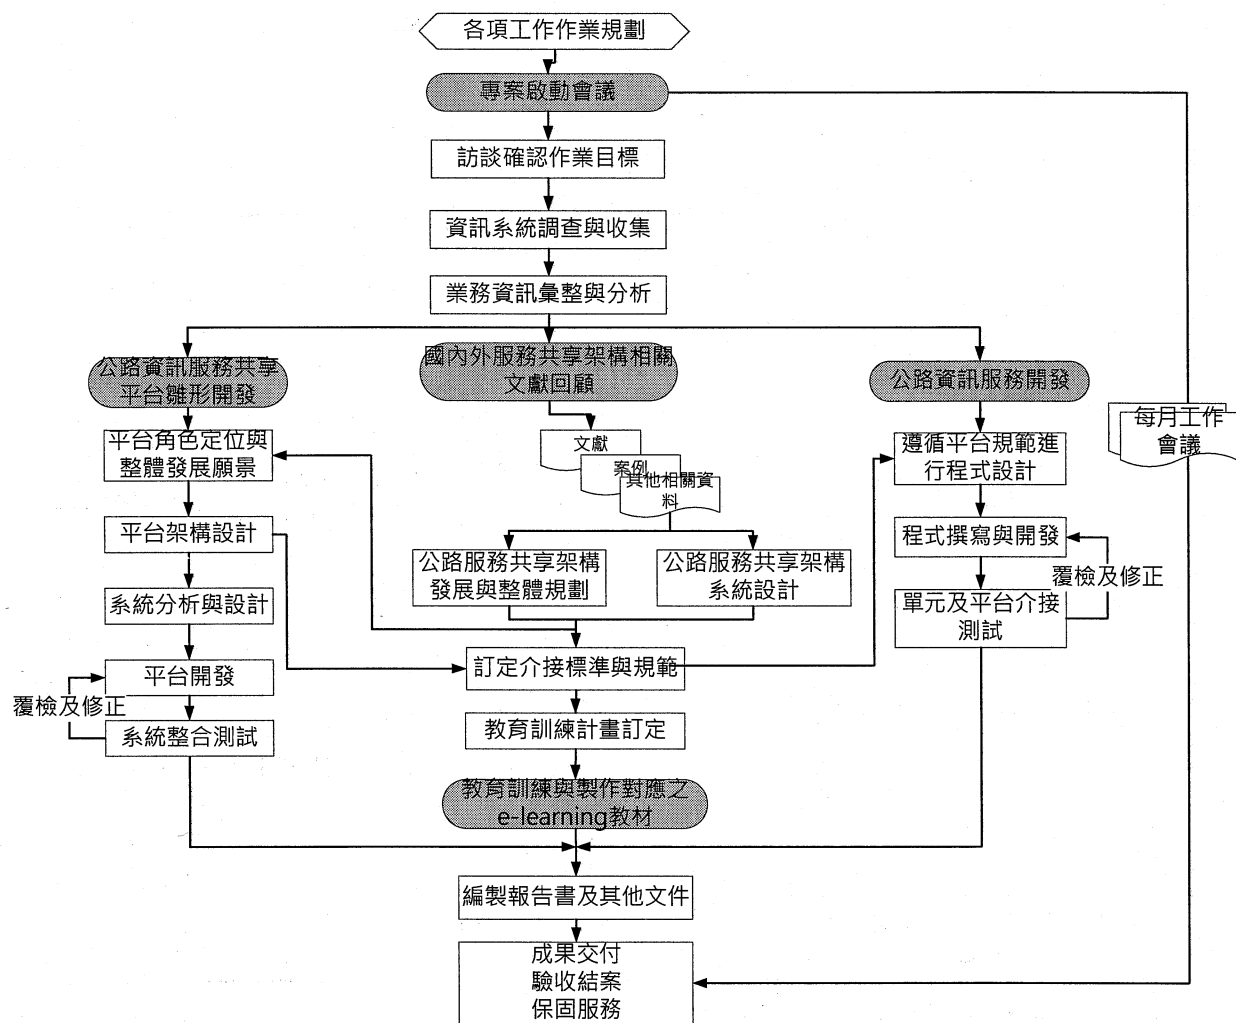 各項工作作業規劃
專案啟動會議
訪談確認作業目標
資訊系統調查與收集
業務資訊彙整與分析
公路資訊服務共享
平台雛形開發
國內外服務共享架構相關
文獻回顧
公路資訊服務開發
每月工作
會議
平台角色定位與
整體發展願景
文獻
案例
其他相關資
料
遵循平台規範進
行程式設計
平台架構設計
公路服務共享架構
發展與整體規劃
公路服務共享架構
系統設計
程式撰寫與開發
覆檢及修正
系統分析與設計
單元及平台介接
測試
訂定介接標準與規範
平台開發
覆檢及修正
系統整合測試
教育訓練計畫訂定
教育訓練與製作對應之
e-learning教材
編製報告書及其他文件
成果交付
驗收結案
保固服務